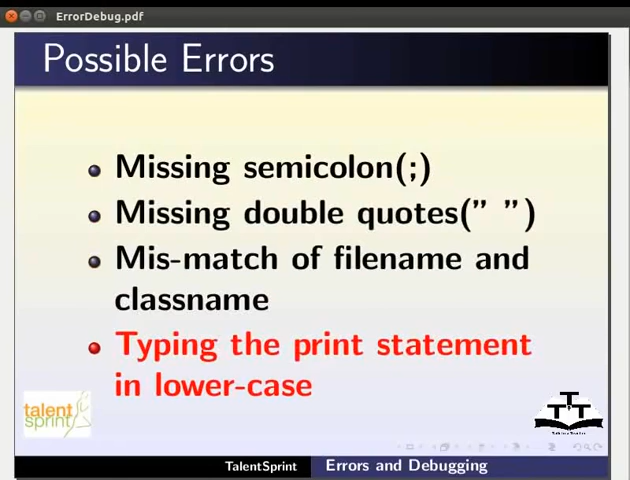 ErrorDebug.pdf
Possible Errors
Missing semicolon(;)
Missing double quotes(” ”)
Mis-match of filename and
classname
Typing the print statement
in lower-case
talent
sprint
TalentSprint
Errors and Debugging